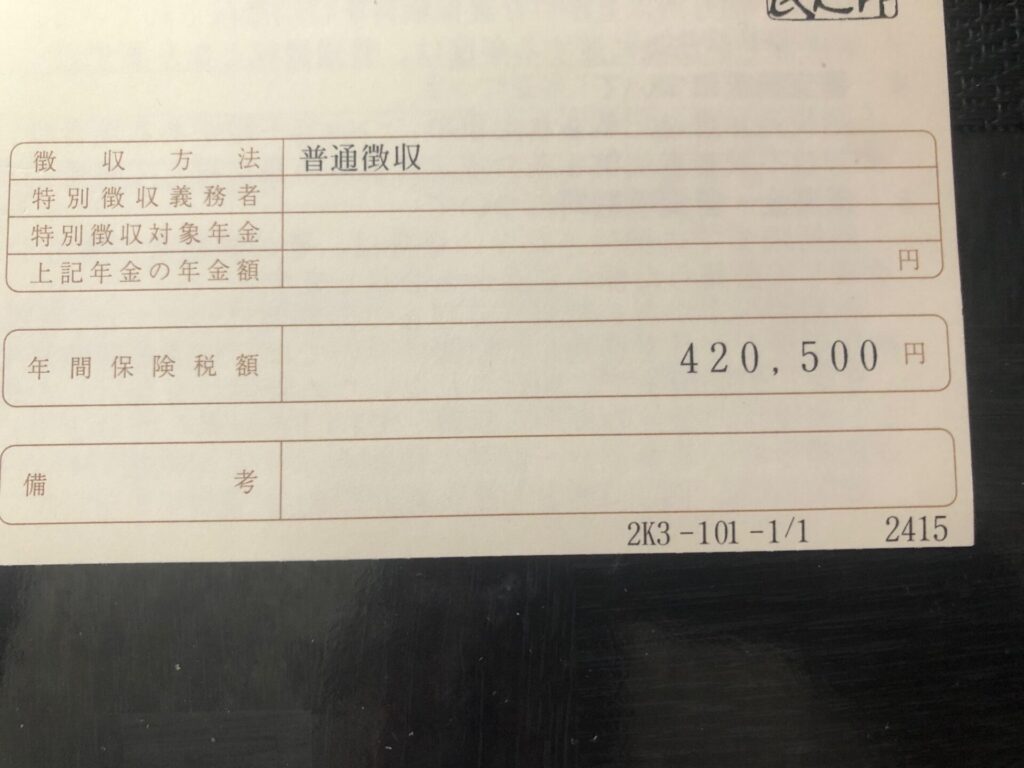 徴収方法 普通徴収
特別徴収義務者
特別徴収対象年金
上記年金の年金額 円
年間保険税額 420,500 円
備考
2K3-101-1/1 2415